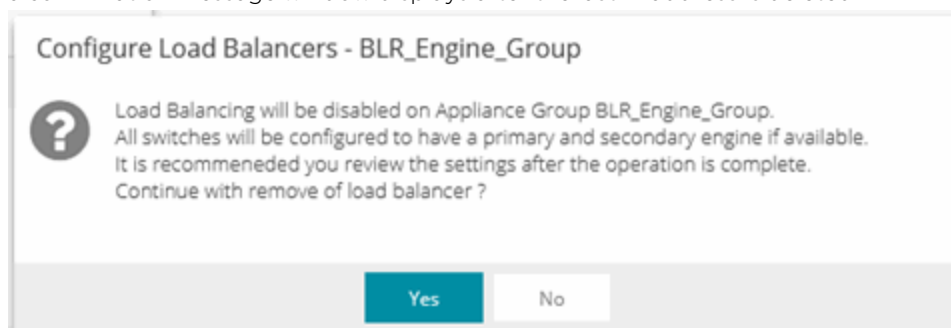 Configure Load Balancers - BLR_Engine_Group
Load Balancing will be disabled on Appliance Group BLR_Engine_Group.
All switches will be configured to have a primary and secondary engine if available.
It is recommeneded you review the settings after the operation is complete.
Continue with remove of load balancer ?
Yes No